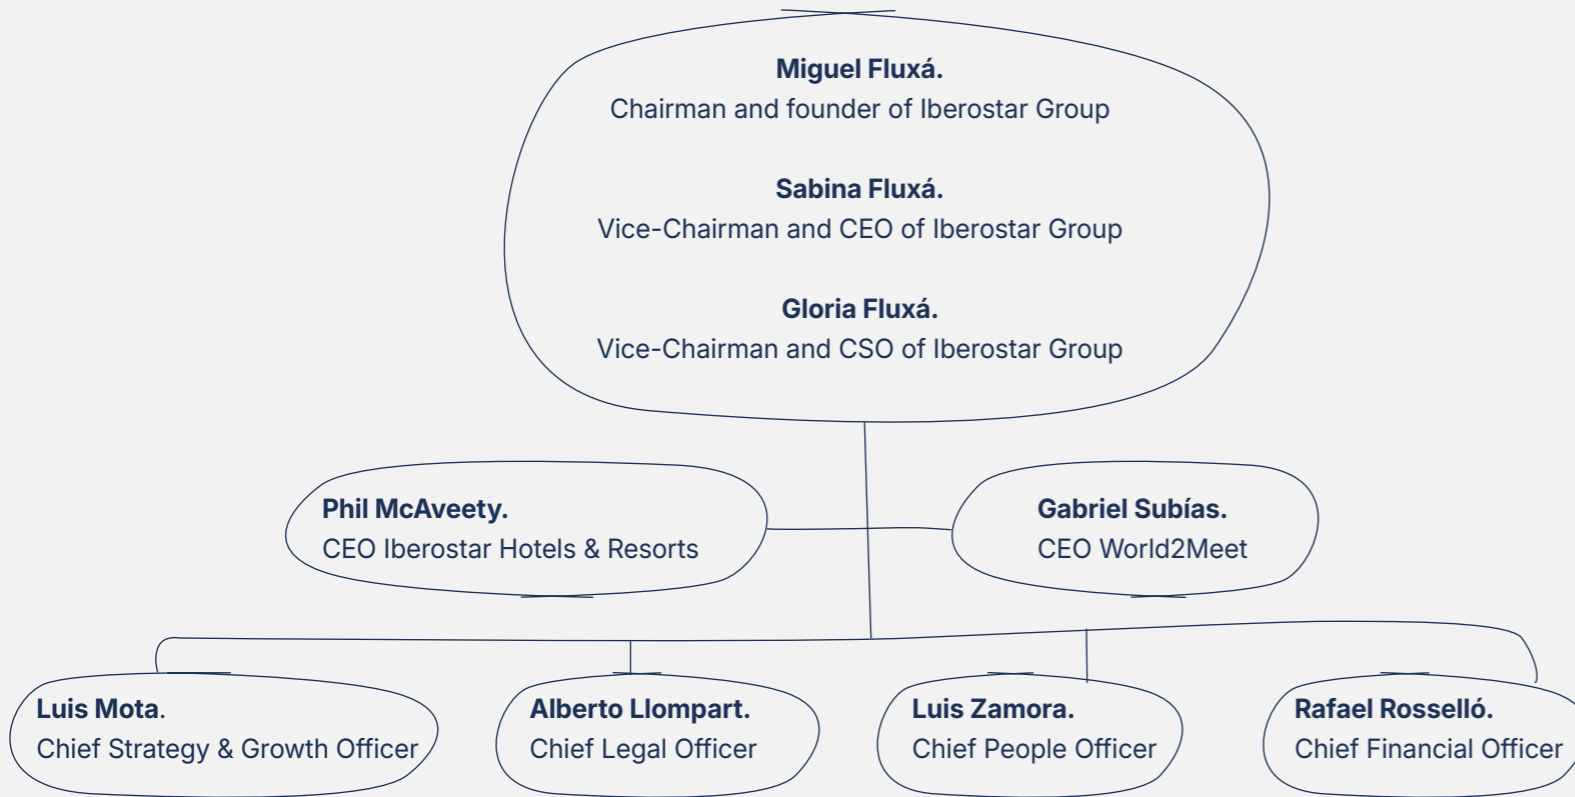 Miguel Fluxá.
Chairman and founder of Iberostar Group
Sabina Fluxá.
Vice-Chairman and CEO of Iberostar Group
Gloria Fluxá.
Vice-Chairman and CSO of Iberostar Group
Phil McAveety.
CEO Iberostar Hotels & Resorts
Gabriel Subías.
CEO World2Meet
Luis Mota.
Chief Strategy & Growth Officer
Alberto Llompart.
Chief Legal Officer
Luis Zamora.
Chief People Officer
Rafael Rosselló.
Chief Financial Officer